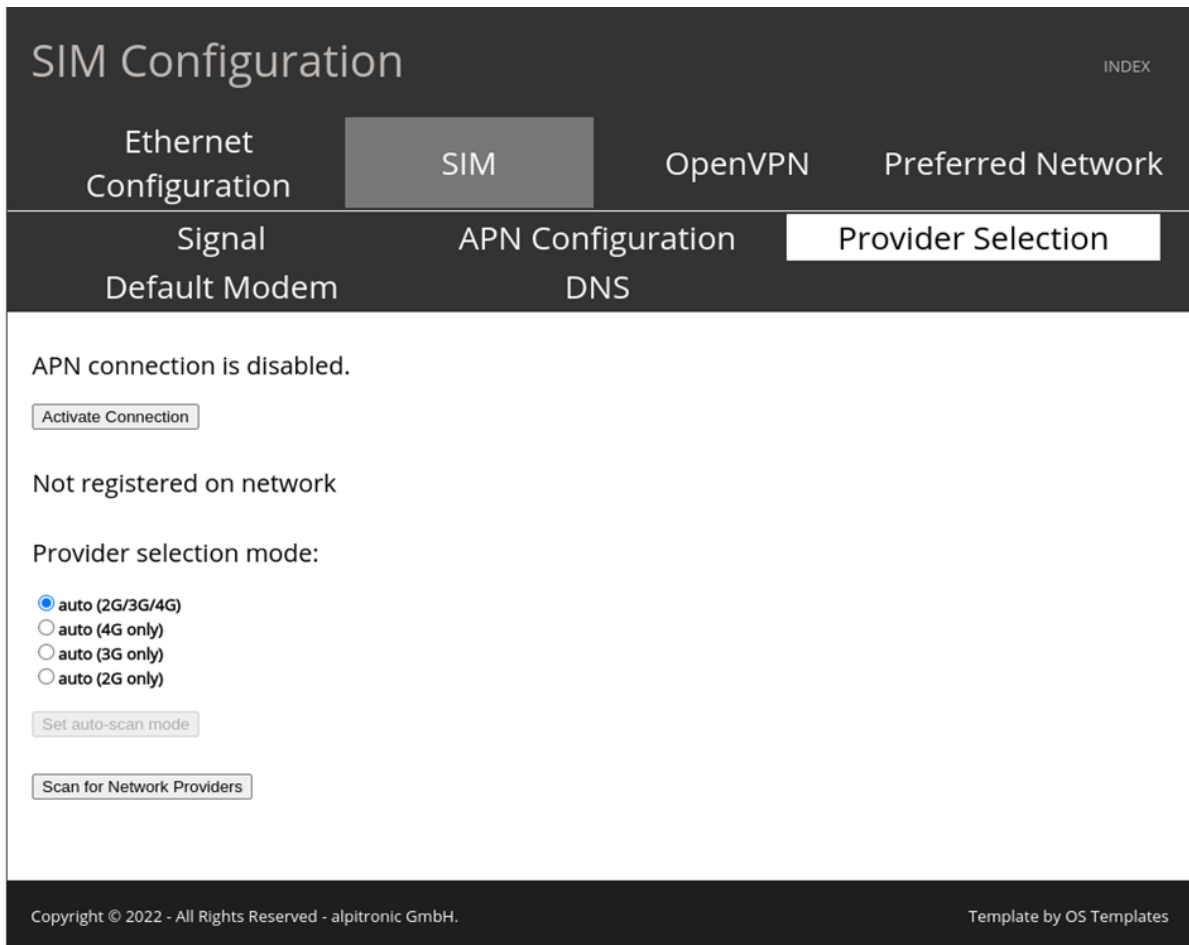 SIM Configuration
INDEX
Ethernet Configuration
SIM
OpenVPN
Preferred Network
Signal
APN Configuration
Provider Selection
Default Modem
DNS
APN connection is disabled.
Activate Connection
Not registered on network
Provider selection mode:
auto (2G/3G/4G)
auto (4G only)
auto (3G only)
auto (2G only)
Set auto-scan mode
Scan for Network Providers
Copyright © 2022 - All Rights Reserved - alpitronic GmbH.
Template by OS Templates